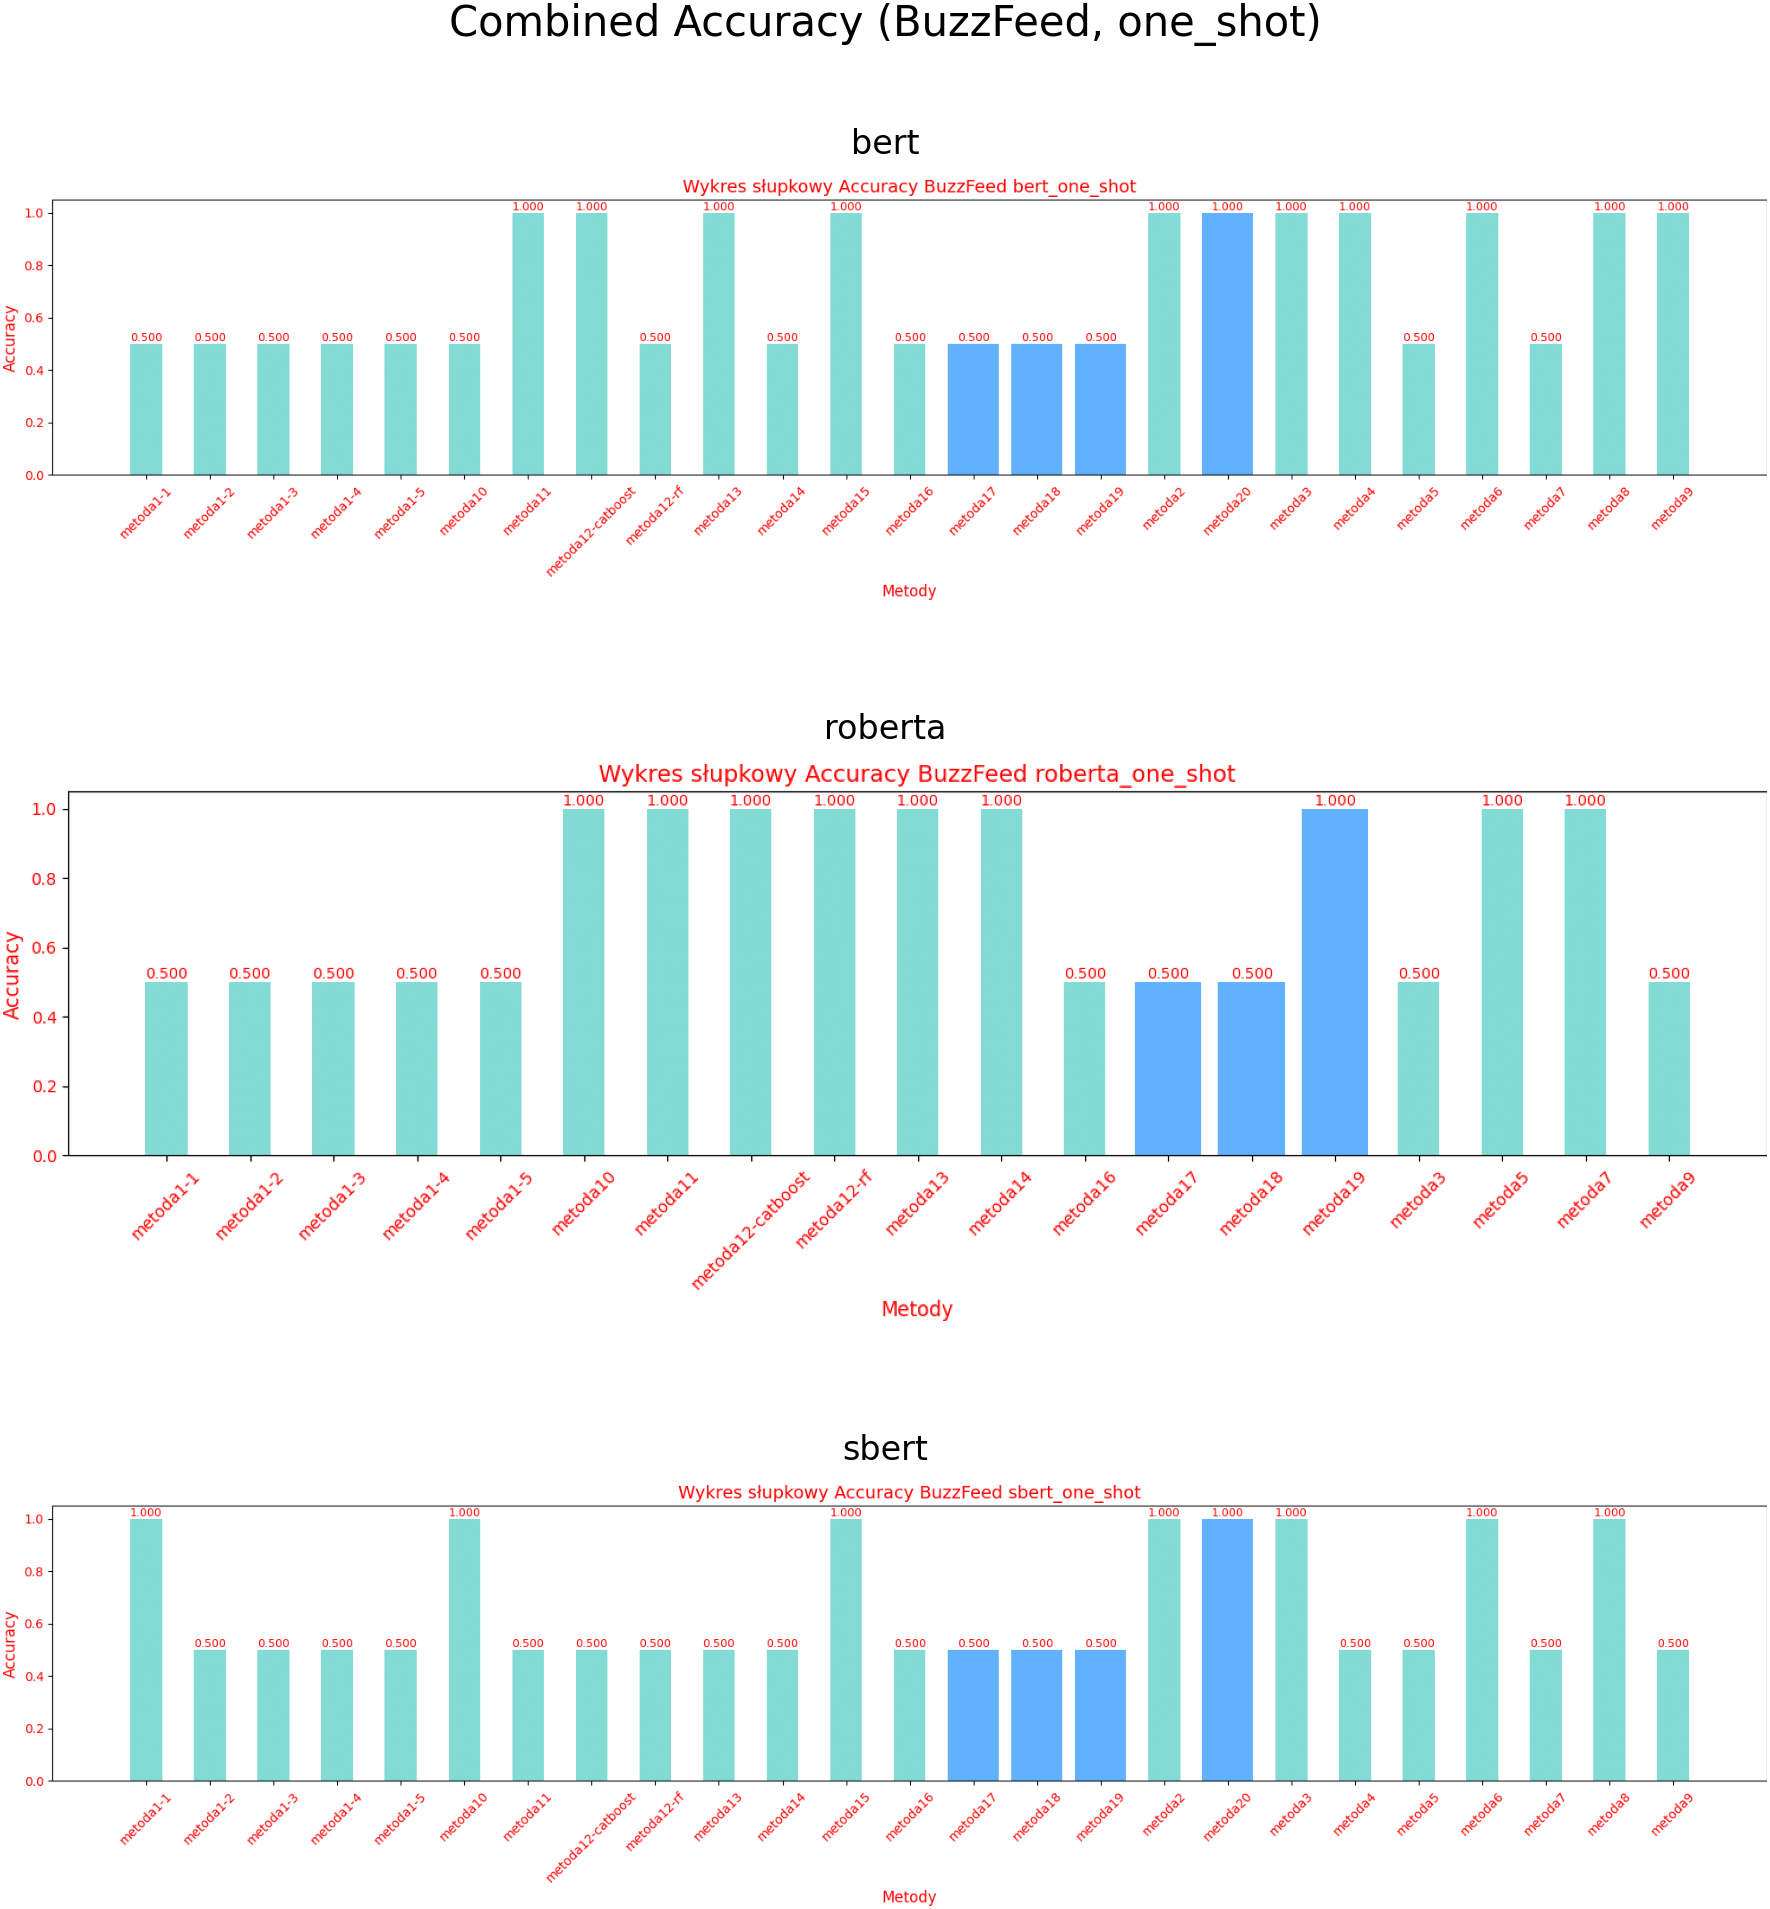 Combined Accuracy (BuzzFeed, one_shot)
bert
Wykres słupkowy Accuracy BuzzFeed bert_one_shot
1.000 1.000 1.000 1.000 1.000 1.000 1.000 1.000 1.000 1.000 1.000
1.0
0.8
0.6
0.500 0.500 0.500 0.500 0.500 0.500 0.500 0.500 0.500 0.500 0.500 0.500 0.500 0.500
0.4
0.2
0.0
Accuracy
metoda1-1 metoda1-2 metoda1-3 metoda1-4 metoda1-5 metoda10 metoda11 metoda12-catboost metoda12-rf metoda13 metoda14 metoda15 metoda16 metoda17 metoda18 metoda19 metoda2 metoda20 metoda3 metoda4 metoda5 metoda6 metoda7 metoda8 metoda9
Metody
roberta
Wykres słupkowy Accuracy BuzzFeed roberta_one_shot
1.000 1.000 1.000 1.000 1.000 1.000 1.000 1.000 1.000
1.0
0.8
0.6
0.500 0.500 0.500 0.500 0.500 0.500 0.500 0.500 0.500 0.500
0.4
0.2
0.0
Accuracy
metoda1-1 metoda1-2 metoda1-3 metoda1-4 metoda1-5 metoda10 metoda11 metoda12-catboost metoda12-rf metoda13 metoda14 metoda16 metoda17 metoda18 metoda19 metoda3 metoda5 metoda7 metoda9
Metody
sbert
Wykres słupkowy Accuracy BuzzFeed sbert_one_shot
1.000 1.000 1.000 1.000 1.000 1.000 1.000 1.000
1.0
0.8
0.6
0.500 0.500 0.500 0.500 0.500 0.500 0.500 0.500 0.500 0.500 0.500 0.500 0.500 0.500 0.500 0.500 0.500
0.4
0.2
0.0
Accuracy
metoda1-1 metoda1-2 metoda1-3 metoda1-4 metoda1-5 metoda10 metoda11 metoda12-catboost metoda12-rf metoda13 metoda14 metoda15 metoda16 metoda17 metoda18 metoda19 metoda2 metoda20 metoda3 metoda4 metoda5 metoda6 metoda7 metoda8 metoda9
Metody